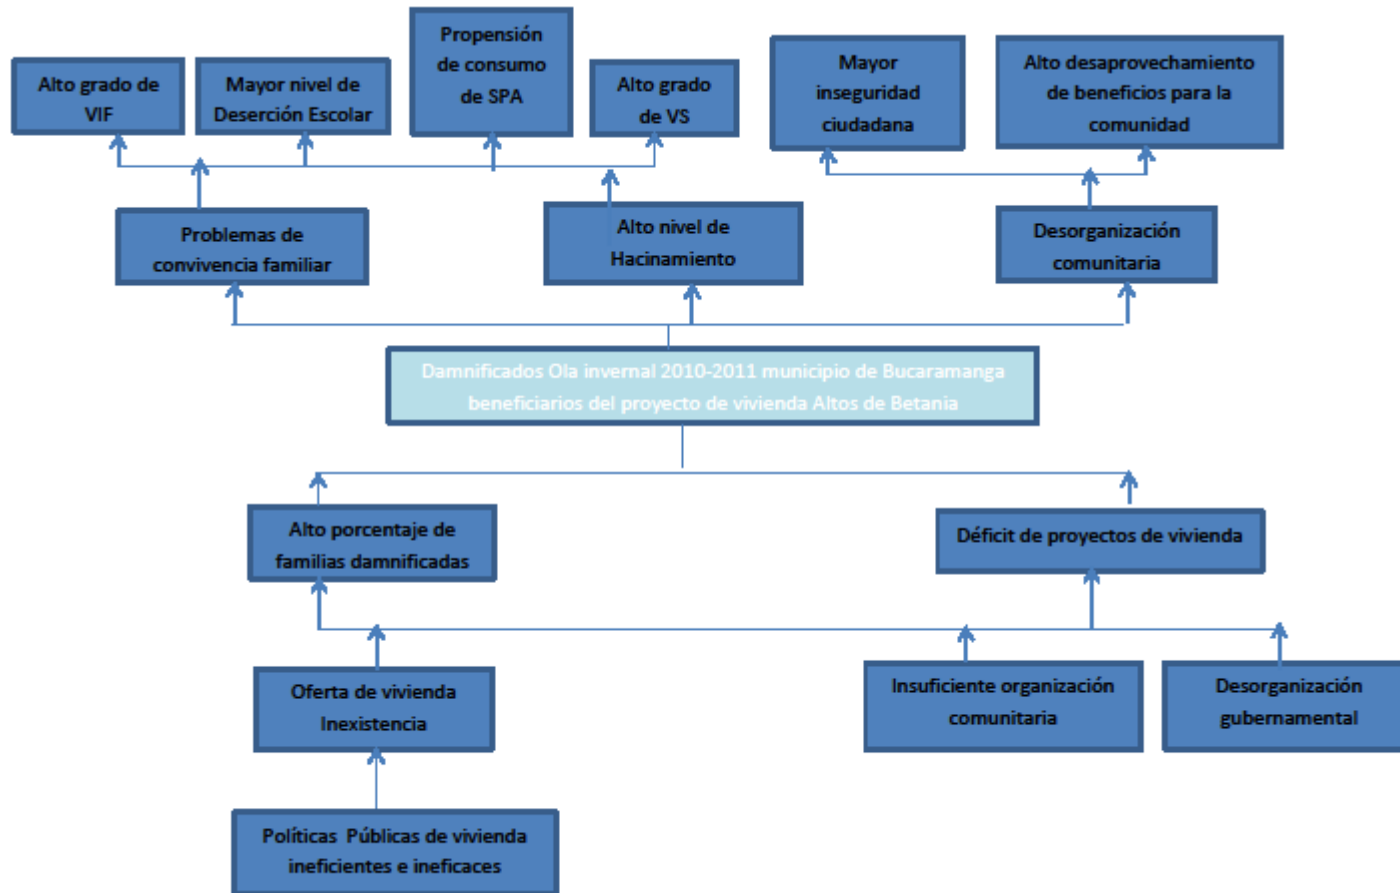 Alto grado de
VIF
Mayor nivel de
Deserción Escolar
Propensión
de consumo
de SPA
Alto grado
de VS
Mayor
inseguridad
ciudadana
Alto desaprovechamiento
de beneficios para la
comunidad
Problemas de
convivencia familiar
Alto nivel de
Hacinamiento
Desorganización
comunitaria
Damnificados Ola invernal 2010-2011 municipio de Bucaramanga
beneficiarios del proyecto de vivienda Altos de Betania
Alto porcentaje de
familias damnificadas
Déficit de proyectos de vivienda
Oferta de vivienda
Inexistencia
Insuficiente organización
comunitaria
Desorganización
gubernamental
Políticas Públicas de vivienda
ineficientes e ineficaces